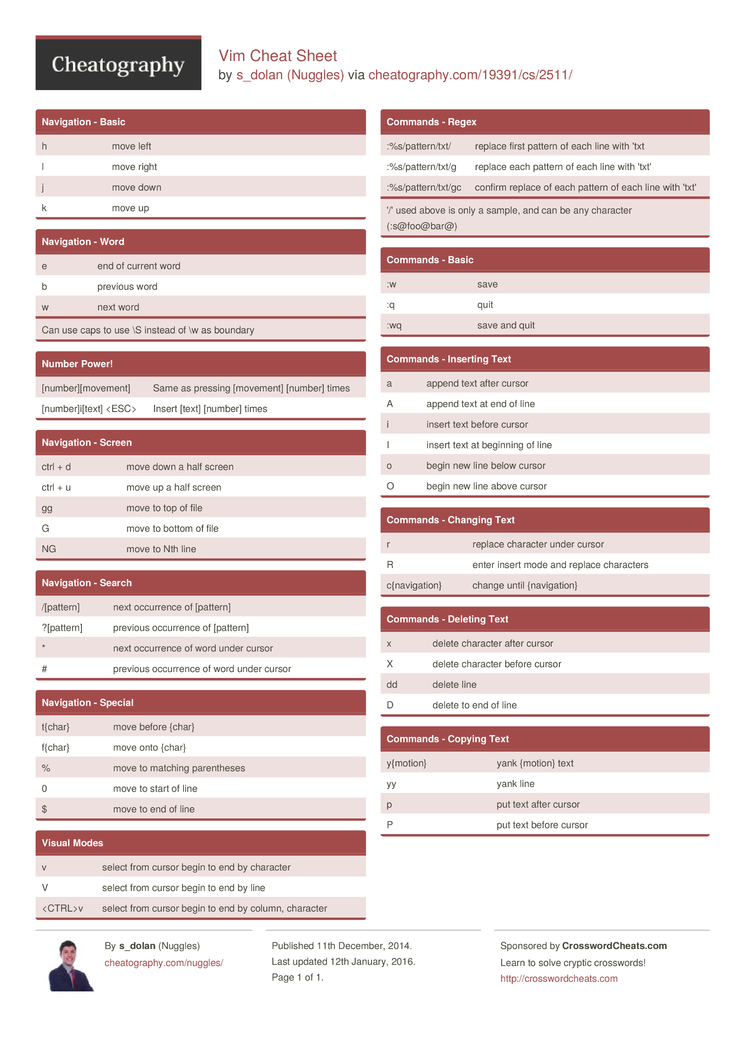 Cheatography
Vim Cheat Sheet
by s_dolan (Nuggles) via cheatography.com/19391/cs/2511/
Navigation - Basic
h move left
l move right
j move down
k move up
Navigation - Word
e end of current word
b previous word
w next word
Can use caps to use \S instead of \w as boundary
Number Power!
[number][movement] Same as pressing [movement] [number] times
[number]i[text] <ESC> Insert [text] [number] times
Navigation - Screen
ctrl + d move down a half screen
ctrl + u move up a half screen
gg move to top of file
G move to bottom of file
NG move to Nth line
Navigation - Search
/[pattern] next occurrence of [pattern]
?[pattern] previous occurrence of [pattern]
* next occurrence of word under cursor
# previous occurrence of word under cursor
Navigation - Special
t{char} move before {char}
f{char} move onto {char}
% move to matching parentheses
0 move to start of line
$ move to end of line
Visual Modes
v select from cursor begin to end by character
V select from cursor begin to end by line
<CTRL>v select from cursor begin to end by column, character
Commands - Regex
:%s/pattern/txt/ replace first pattern of each line with 'txt
:%s/pattern/txt/g replace each pattern of each line with 'txt'
:%s/pattern/txt/gc confirm replace of each pattern of each line with 'txt'
'/' used above is only a sample, and can be any character
(:s@foo@bar@)
Commands - Basic
:w save
:q quit
:wq save and quit
Commands - Inserting Text
a append text after cursor
A append text at end of line
i insert text before cursor
I insert text at beginning of line
o begin new line below cursor
O begin new line above cursor
Commands - Changing Text
r replace character under cursor
R enter insert mode and replace characters
c{navigation} change until {navigation}
Commands - Deleting Text
x delete character after cursor
X delete character before cursor
dd delete line
D delete to end of line
Commands - Copying Text
y{motion} yank {motion} text
yy yank line
p put text after cursor
P put text before cursor
By s_dolan (Nuggles)
cheatography.com/nuggles/
Published 11th December, 2014.
Last updated 12th January, 2016.
Page 1 of 1.
Sponsored by CrosswordCheats.com
Learn to solve cryptic crosswords!
http://crosswordcheats.com